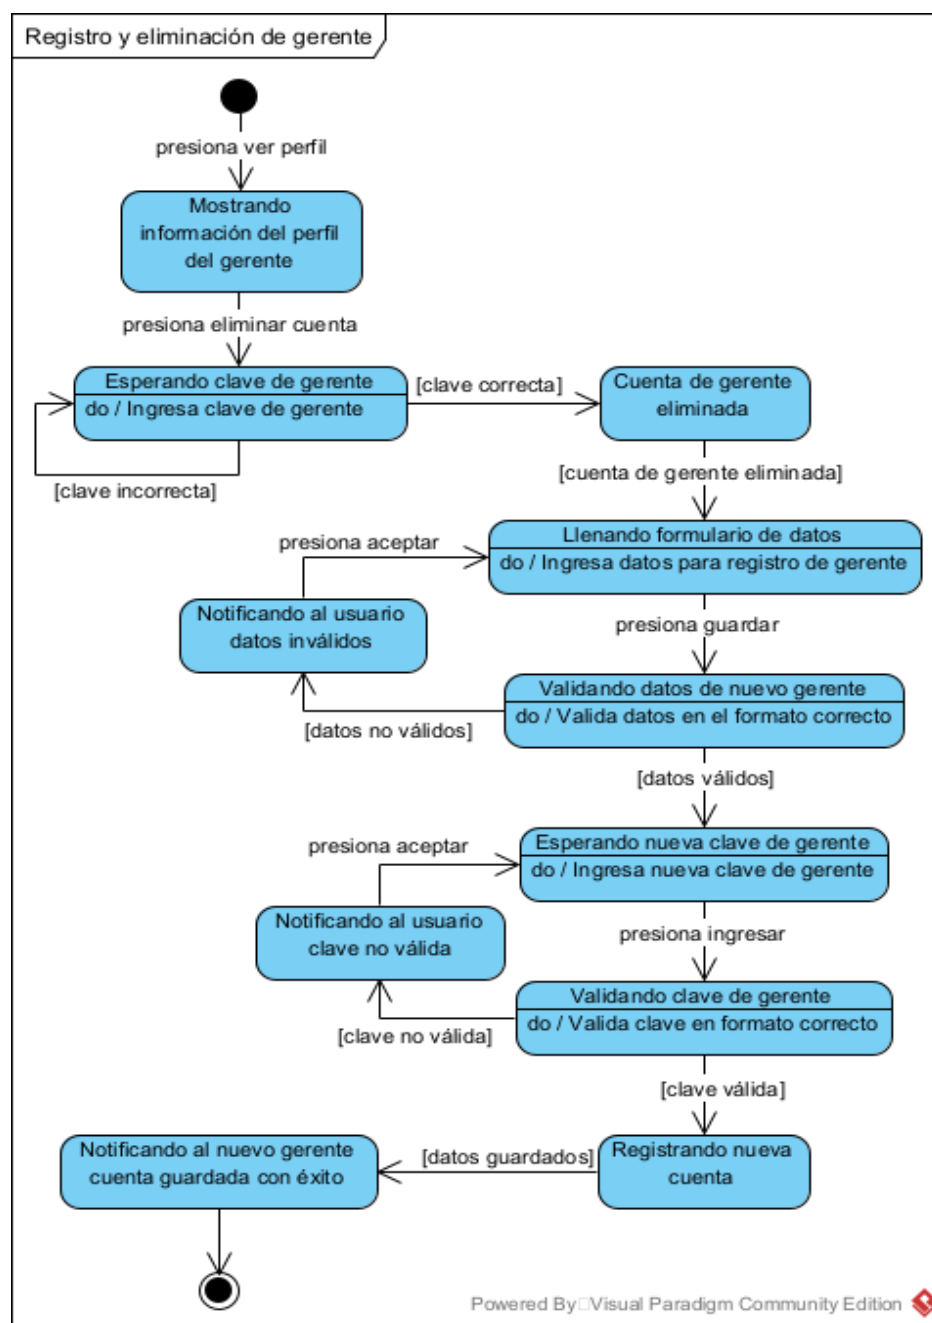 Registro y eliminación de gerente
presiona ver perfil
Mostrando
información del perfil
del gerente
presiona eliminar cuenta
Esperando clave de gerente
do / Ingresa clave de gerente
[clave correcta]
Cuenta de gerente
eliminada
[clave incorrecta]
[cuenta de gerente eliminada]
presiona aceptar
Llenando formulario de datos
do / Ingresa datos para registro de gerente
Notificando al usuario
datos inválidos
presiona guardar
Validando datos de nuevo gerente
do / Valida datos en el formato correcto
[datos no válidos]
[datos válidos]
presiona aceptar
Esperando nueva clave de gerente
do / Ingresa nueva clave de gerente
Notificando al usuario
clave no válida
presiona ingresar
Validando clave de gerente
do / Valida clave en formato correcto
[clave no válida]
[clave válida]
Notificando al nuevo gerente
cuenta guardada con éxito
[datos guardados]
Registrando nueva
cuenta
Powered By Visual Paradigm Community Edition